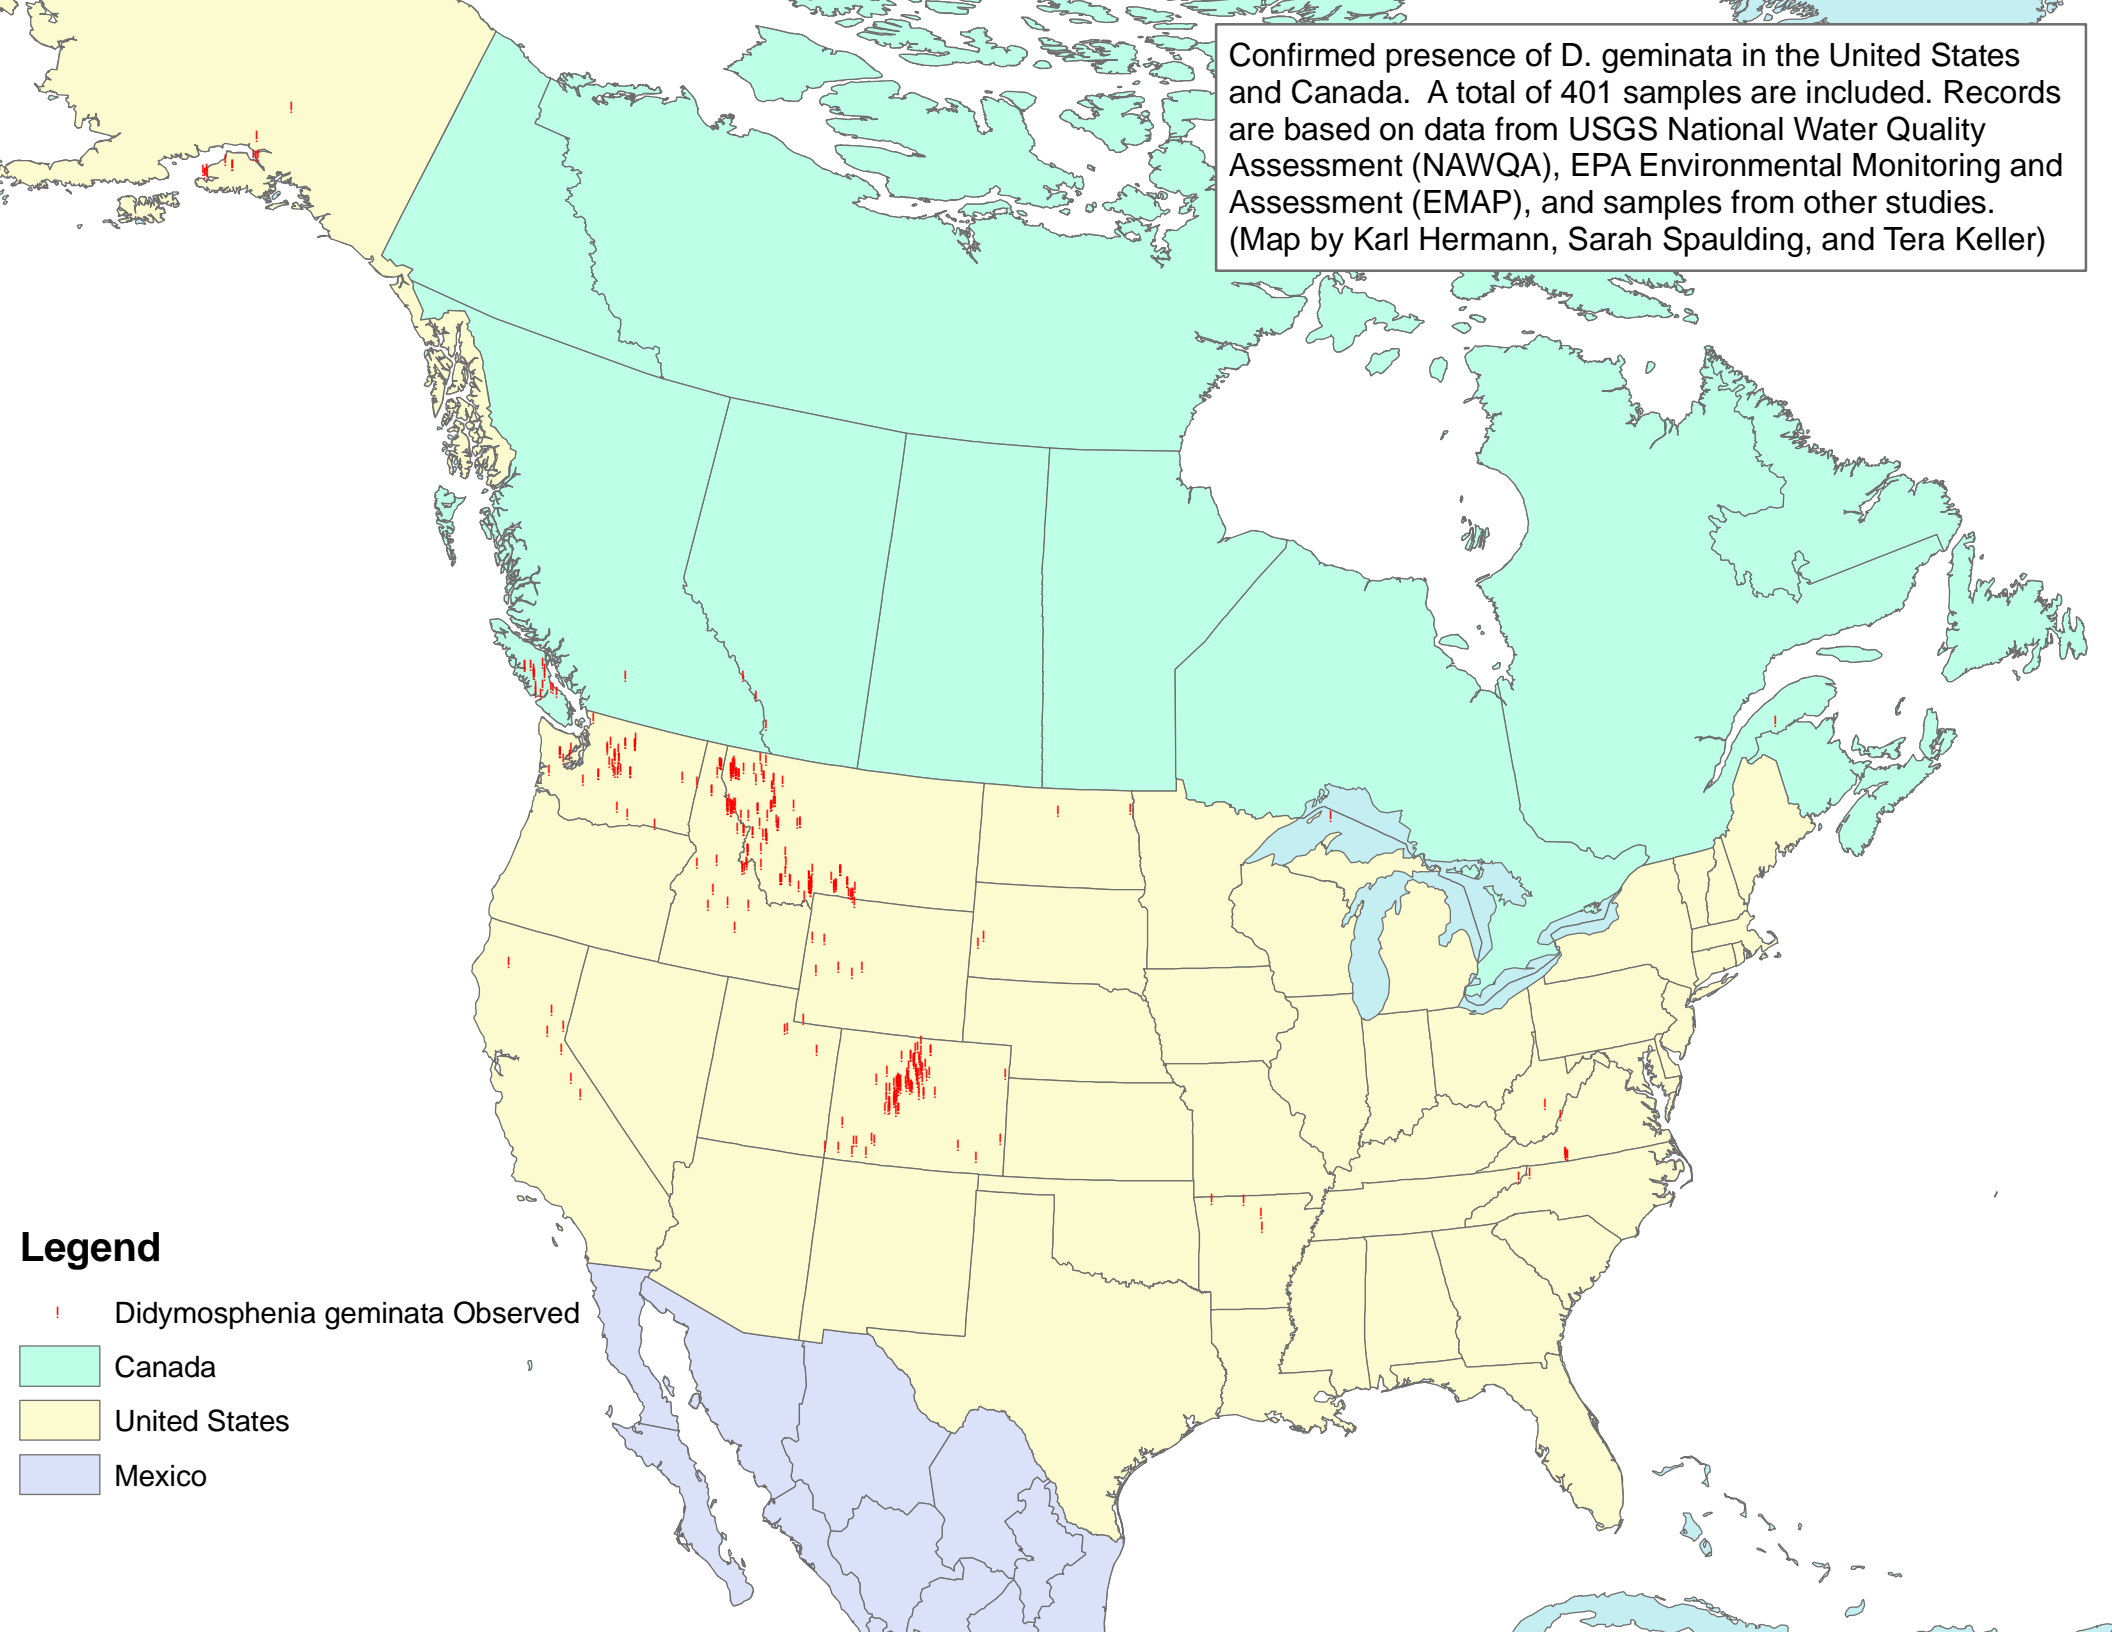 Confirmed presence of D. geminata in the United States
and Canada. A total of 401 samples are included. Records
are based on data from USGS National Water Quality
Assessment (NAWQA), EPA Environmental Monitoring and
Assessment (EMAP), and samples from other studies.
(Map by Karl Hermann, Sarah Spaulding, and Tera Keller)
Legend
! Didymosphenia geminata Observed
Canada
United States
Mexico